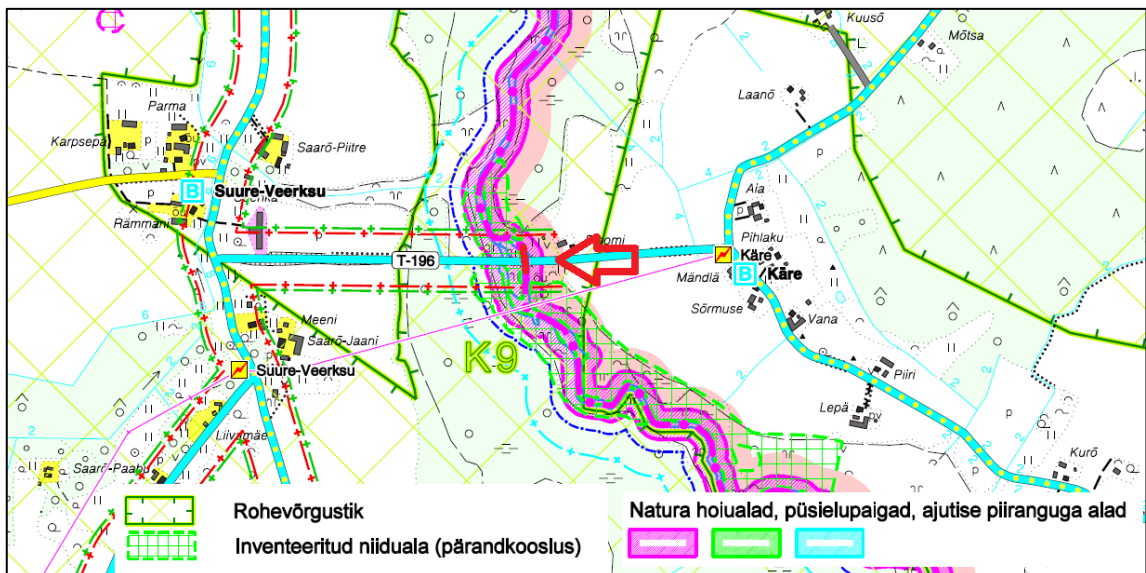 Kuusõ
Mõtsa
Laanõ
Parma
Karpsepa
Saarõ-Piitre
B
Suure-Veerksu
Rämmani
Aia
Pihlaku
T-196
Käre
Mändlä
B
Käre
Sõrmuse
Vana
Meeni
Saarõ-Jaani
K9
Suure-Veerksu
Piiri
Lepä
Liivamäe
Saarõ-Paabu
Kurõ
Rohevõrgustik
Inventeeritud niiduala (pärandkooslus)
Natura hoiualad, püsielupaigad, ajutise piiranguga alad